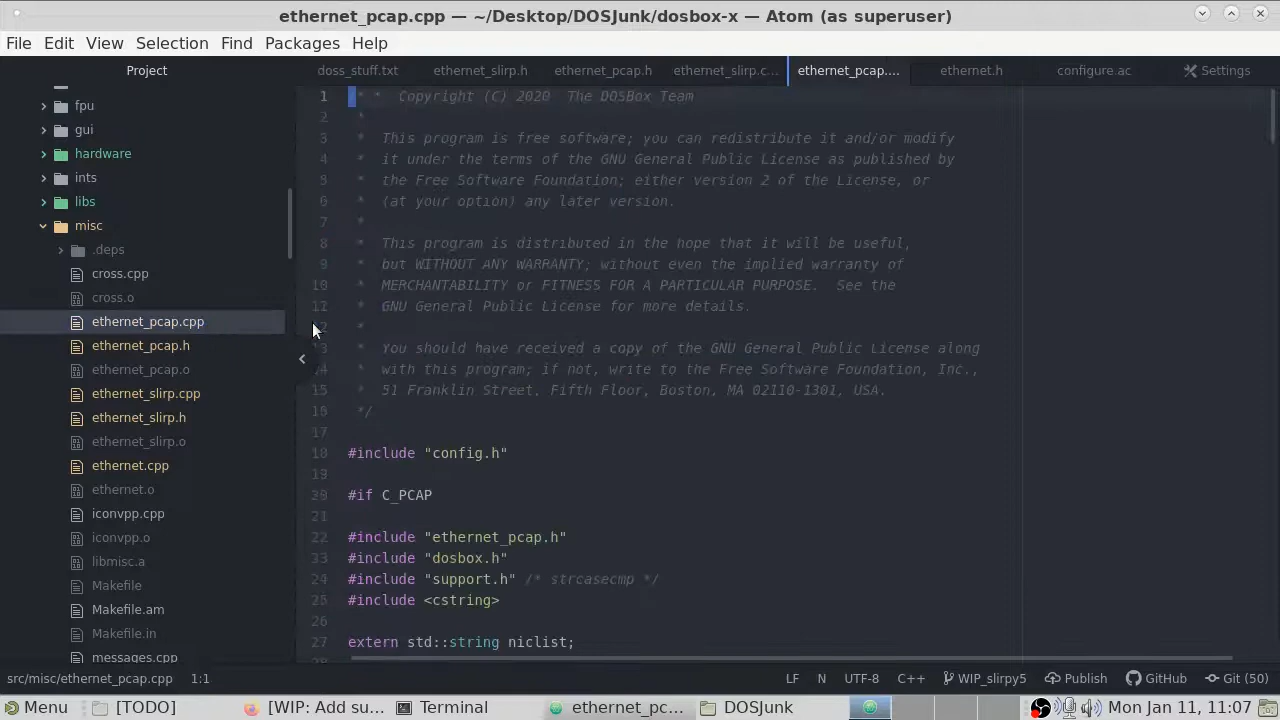 ethernet_pcap.cpp — ~/Desktop/DOSJunk/dosbox-x — Atom (as superuser)
File Edit View Selection Find Packages Help
Project
doss_stuff.txt ethernet_slirp.h ethernet_pcap.h ethernet_slirp.c... ethernet_pcap.... ethernet.h configure.ac Settings
fpu
gui
hardware
ints
libs
misc
.deps
cross.cpp
cross.o
ethernet_pcap.cpp
ethernet_pcap.h
ethernet_pcap.o
ethernet_slirp.cpp
ethernet_slirp.h
ethernet_slirp.o
ethernet.cpp
ethernet.o
iconvpp.cpp
iconvpp.o
libmisc.a
Makefile
Makefile.am
Makefile.in
messages.cpp
1 /* *  Copyright (C) 2020  The DOSBox Team
2 *
3 *  This program is free software; you can redistribute it and/or modify
4 *  it under the terms of the GNU General Public License as published by
5 *  the Free Software Foundation; either version 2 of the License, or
6 *  (at your option) any later version.
7 *
8 *  This program is distributed in the hope that it will be useful,
9 *  but WITHOUT ANY WARRANTY; without even the implied warranty of
10 *  MERCHANTABILITY or FITNESS FOR A PARTICULAR PURPOSE.  See the
11 *  GNU General Public License for more details.
12 *
13 *  You should have received a copy of the GNU General Public License along
14 *  with this program; if not, write to the Free Software Foundation, Inc.,
15 *  51 Franklin Street, Fifth Floor, Boston, MA 02110-1301, USA.
16 */
17
18 #include "config.h"
19
20 #if C_PCAP
21
22 #include "ethernet_pcap.h"
23 #include "dosbox.h"
24 #include "support.h" /* strcasecmp */
25 #include <cstring>
26
27 extern std::string niclist;
28
src/misc/ethernet_pcap.cpp 1:1 LF N UTF-8 C++ WIP_slirpy5 Publish GitHub Git (50)
Menu [TODO] [WIP: Add su... Terminal ethernet_pc... DOSJunk Mon Jan 11, 11:07